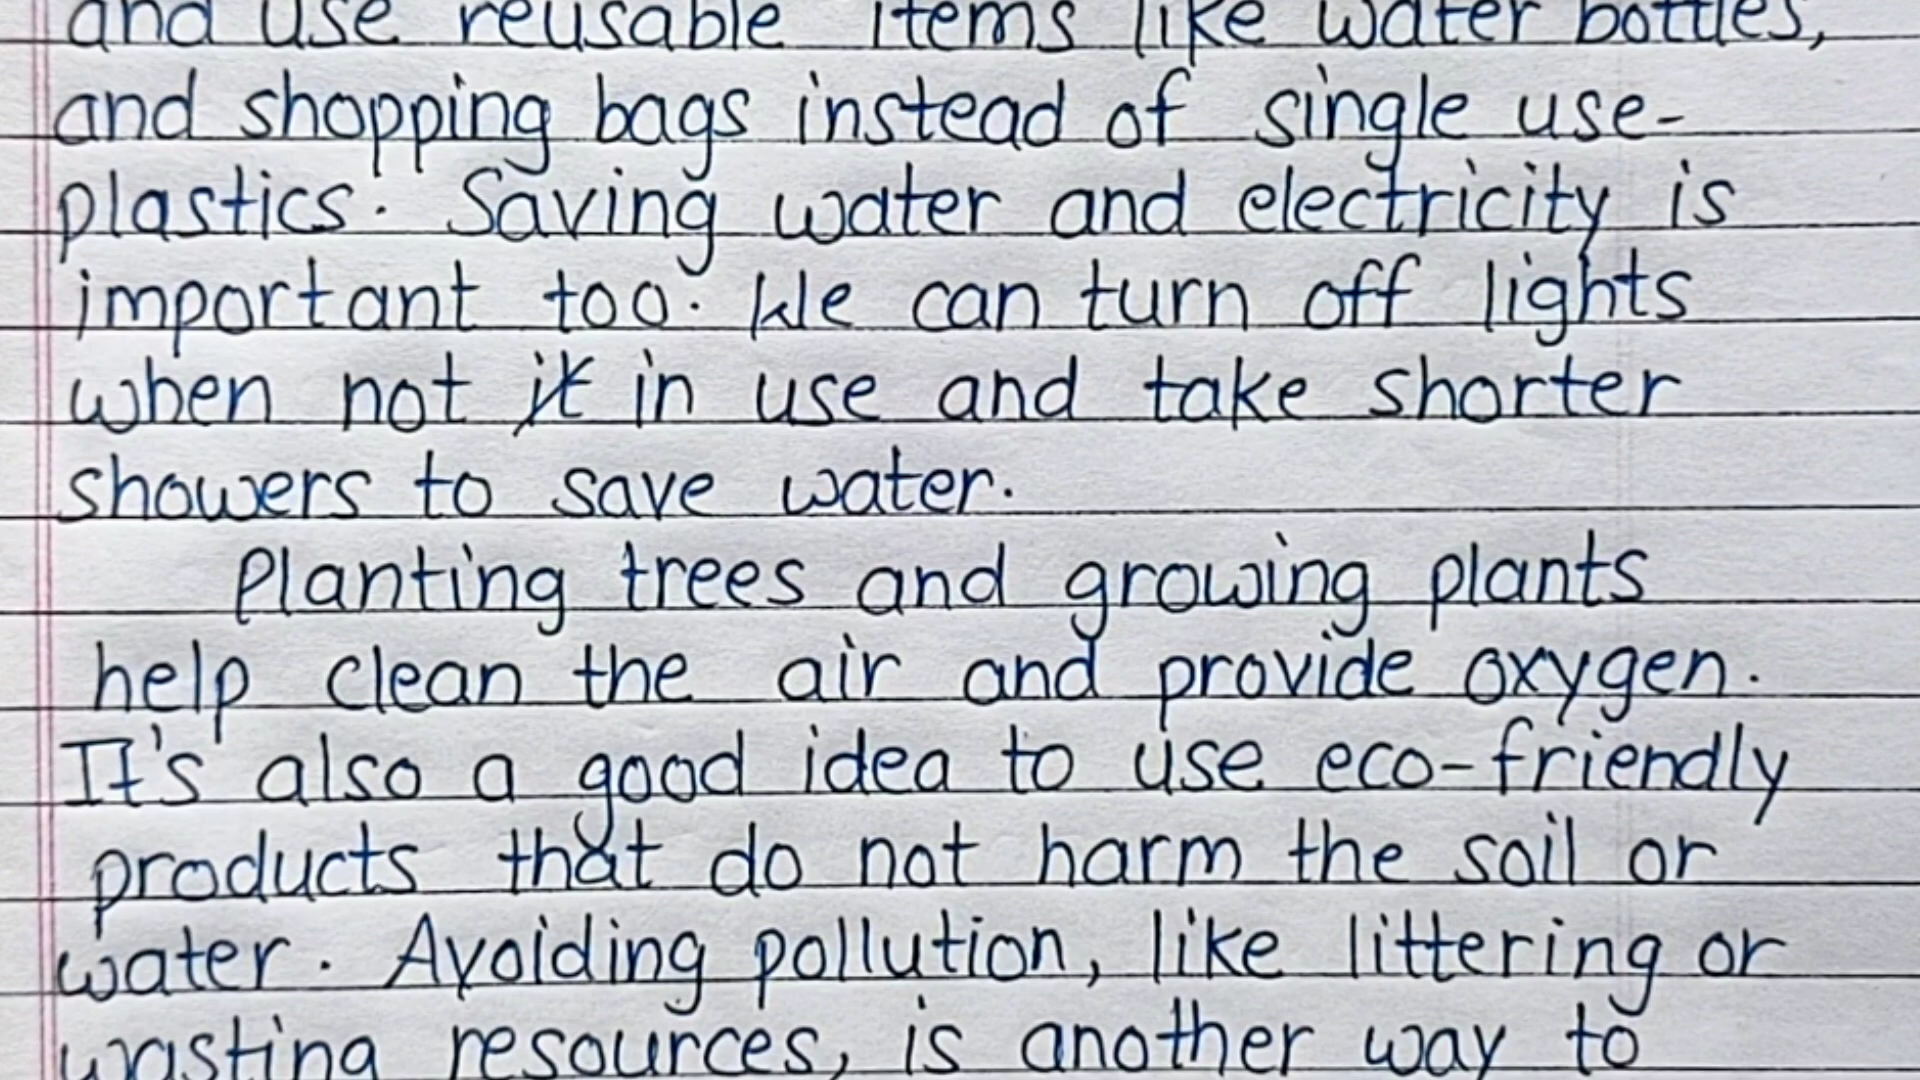 and use reusable items like water bottles,
and shopping bags instead of single use-
plastics. Saving water and electricity is
important too. We can turn off lights
when not it in use and take shorter
showers to save water.
Planting trees and growing plants
help clean the air and provide oxygen.
It's also a good idea to use eco-friendly
products that do not harm the soil or
water. Avoiding pollution, like littering or
wasting resources, is another way to